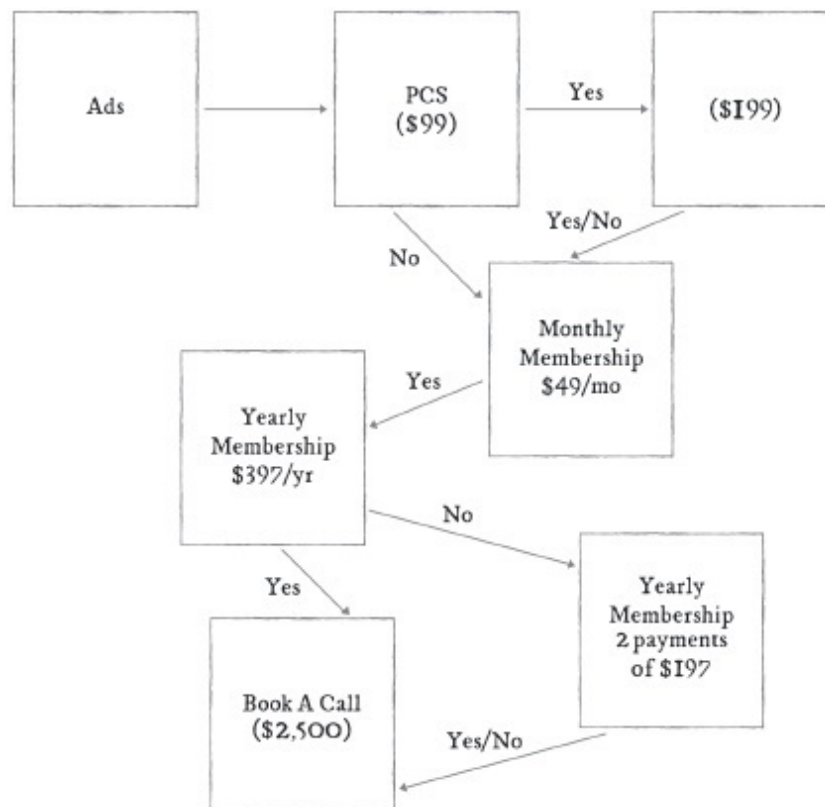 Ads
PCS
($99)
Yes
($199)
Yes/No
No
Monthly
Membership
$49/mo
Yes
Yearly
Membership
$397/yr
No
Yes
Yearly
Membership
2 payments
of $197
Book A Call
($2,500)
Yes/No